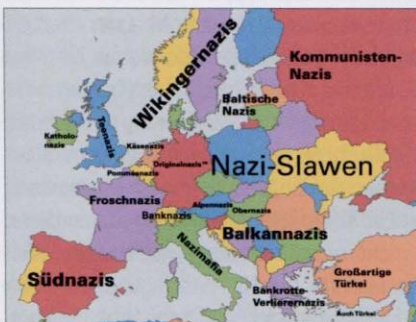 Wikingernazis
Kommunisten-
Nazis
Baltische
Nazis
Katholo-
nazis
Teenazis
Käsenazis
Originalnazis™
Pommesnazis
Nazi-Slawen
Froschnazis
Alpennazis
Obernazis
Banknazis
Balkannazis
Nazimafia
Südnazis
Großartige
Türkei
Bankrotte-
Verlierernazis
Auch Türkei